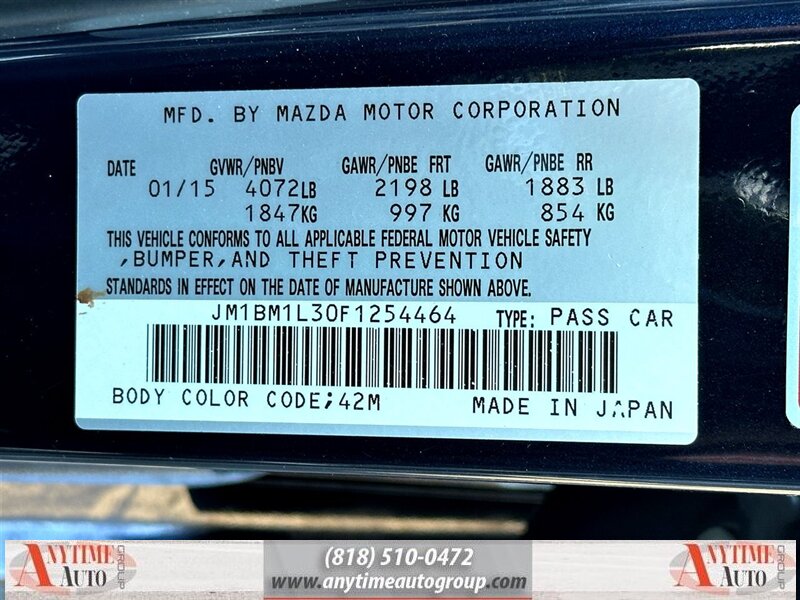 MFD. BY MAZDA MOTOR CORPORATION
DATE GVWR/PNBV GAWR/PNBE FRT GAWR/PNBE RR
01/15 4072LB 2198 LB 1883 LB
1847KG 997 KG 854 KG
THIS VEHICLE CONFORMS TO ALL APPLICABLE FEDERAL MOTOR VEHICLE SAFETY
,BUMPER,AND THEFT PREVENTION
STANDARDS IN EFFECT ON THE DATE OF MANUFACTURE SHOWN ABOVE.
JM1BM1L30F1254464 TYPE: PASS CAR
BODY COLOR CODE;42M MADE IN JAPAN
ANYTIME AUTO GROUP
(818) 510-0472
www.anytimeautogroup.com
ANYTIME AUTO GROUP